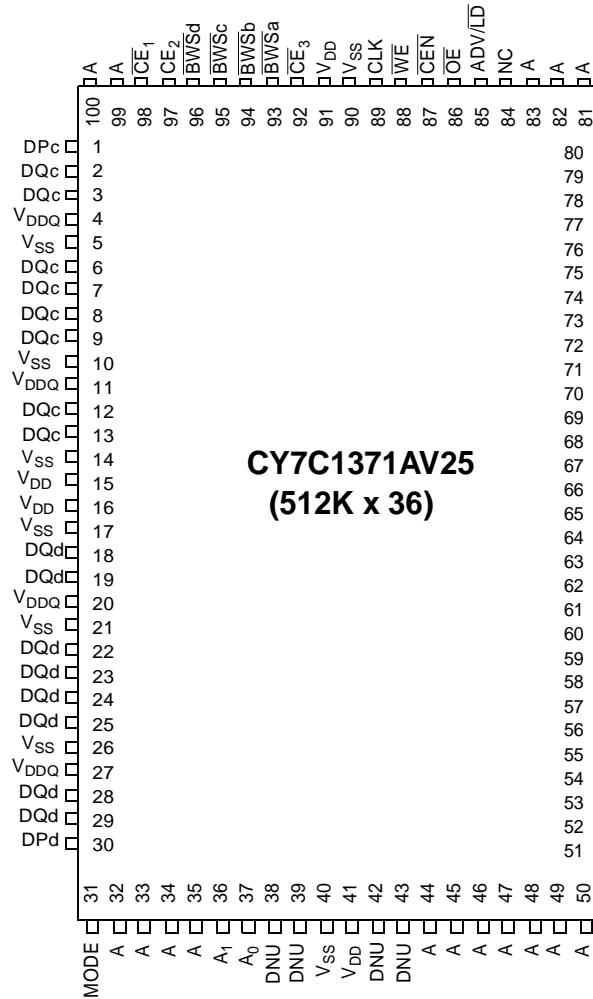 A
A
CE1
CE2
BWSd
BWSc
BWSb
BWSa
CE3
VDD
VSS
CLK
WE
CEN
OE
ADV/LD
NC
A
A
A
100
99
98
97
96
95
94
93
92
91
90
89
88
87
86
85
84
83
82
81
DPc 1
DQc 2
DQc 3
VDDQ 4
VSS 5
DQc 6
DQc 7
DQc 8
DQc 9
VSS 10
VDDQ 11
DQc 12
DQc 13
VSS 14
VDD 15
VDD 16
VSS 17
DQd 18
DQd 19
VDDQ 20
VSS 21
DQd 22
DQd 23
DQd 24
DQd 25
VSS 26
VDDQ 27
DQd 28
DQd 29
DPd 30
CY7C1371AV25
(512K x 36)
80
79
78
77
76
75
74
73
72
71
70
69
68
67
66
65
64
63
62
61
60
59
58
57
56
55
54
53
52
51
31
32
33
34
35
36
37
38
39
40
41
42
43
44
45
46
47
48
49
50
MODE
A
A
A
A
A1
A0
DNU
DNU
VSS
VDD
DNU
DNU
A
A
A
A
A
A
A